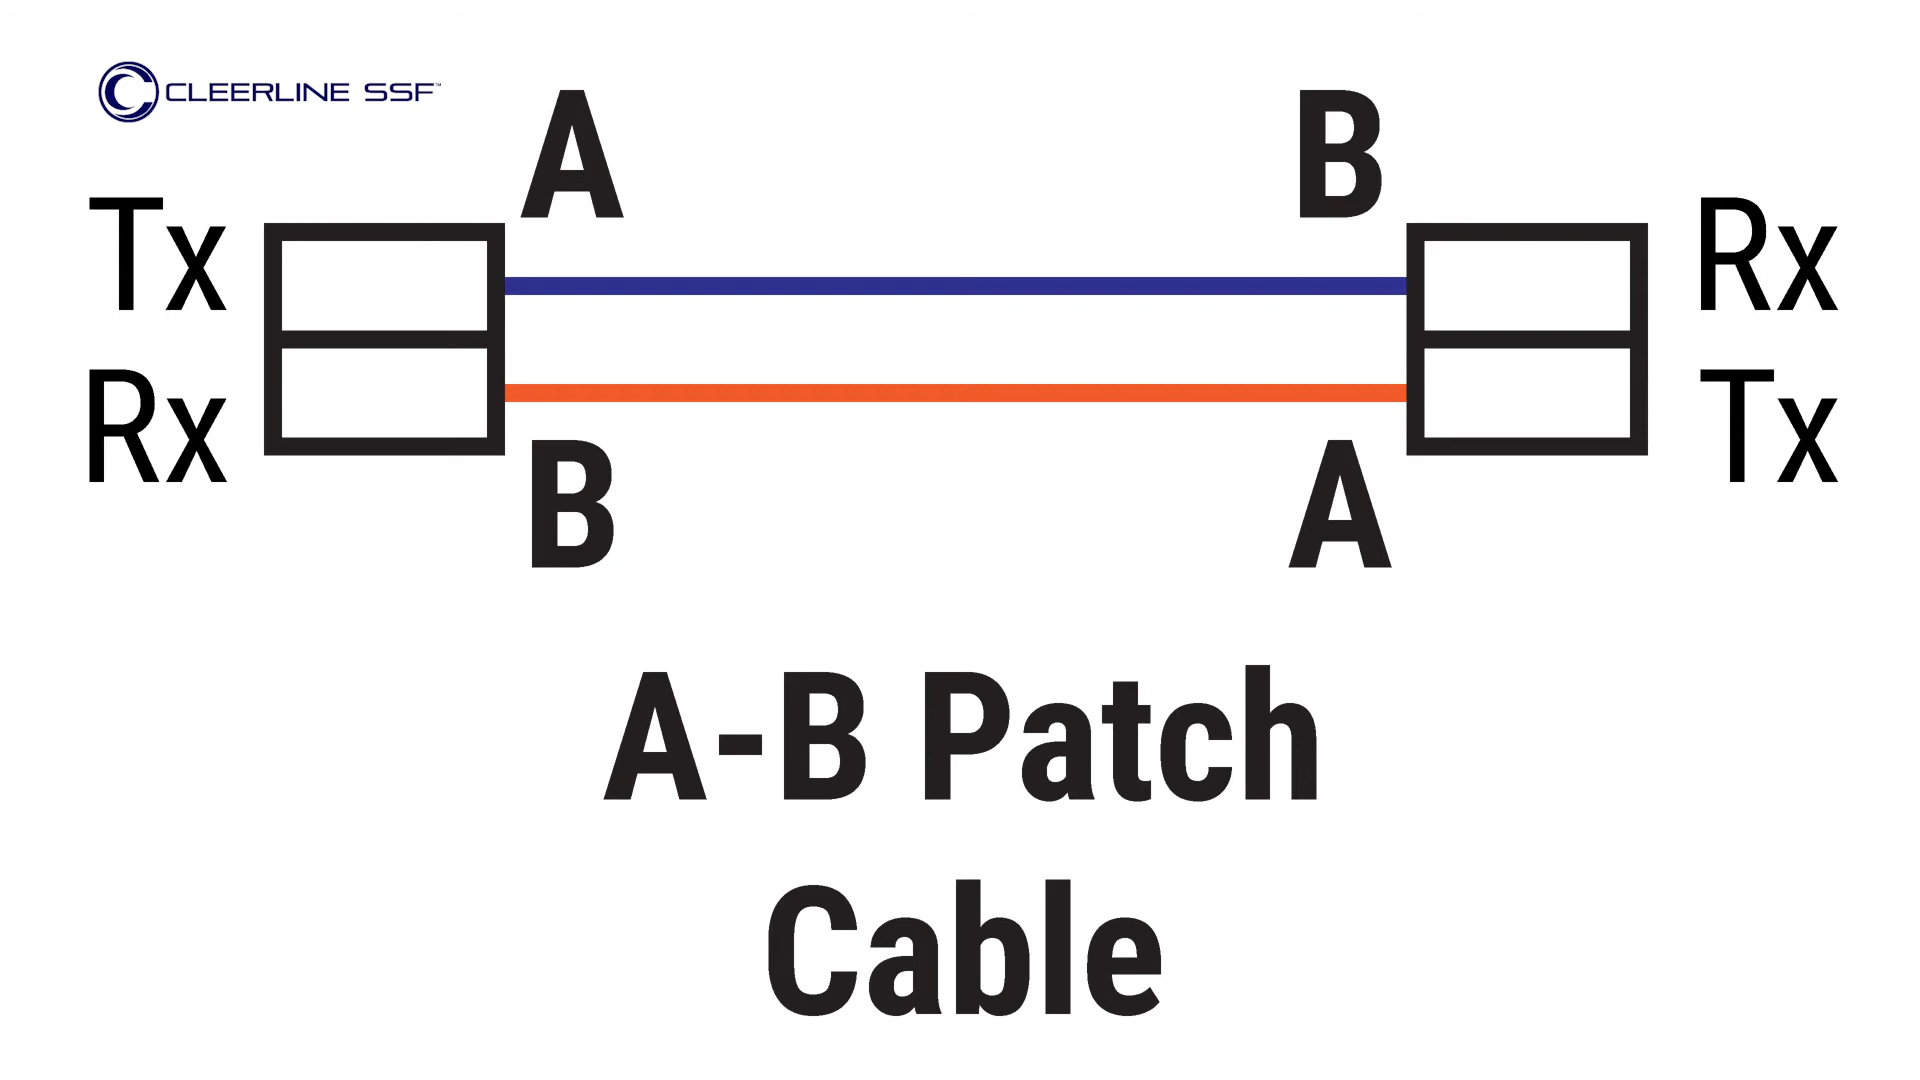 CLEERLINE SSF™
A B
Tx Rx
Rx Tx
B A
A-B Patch
Cable